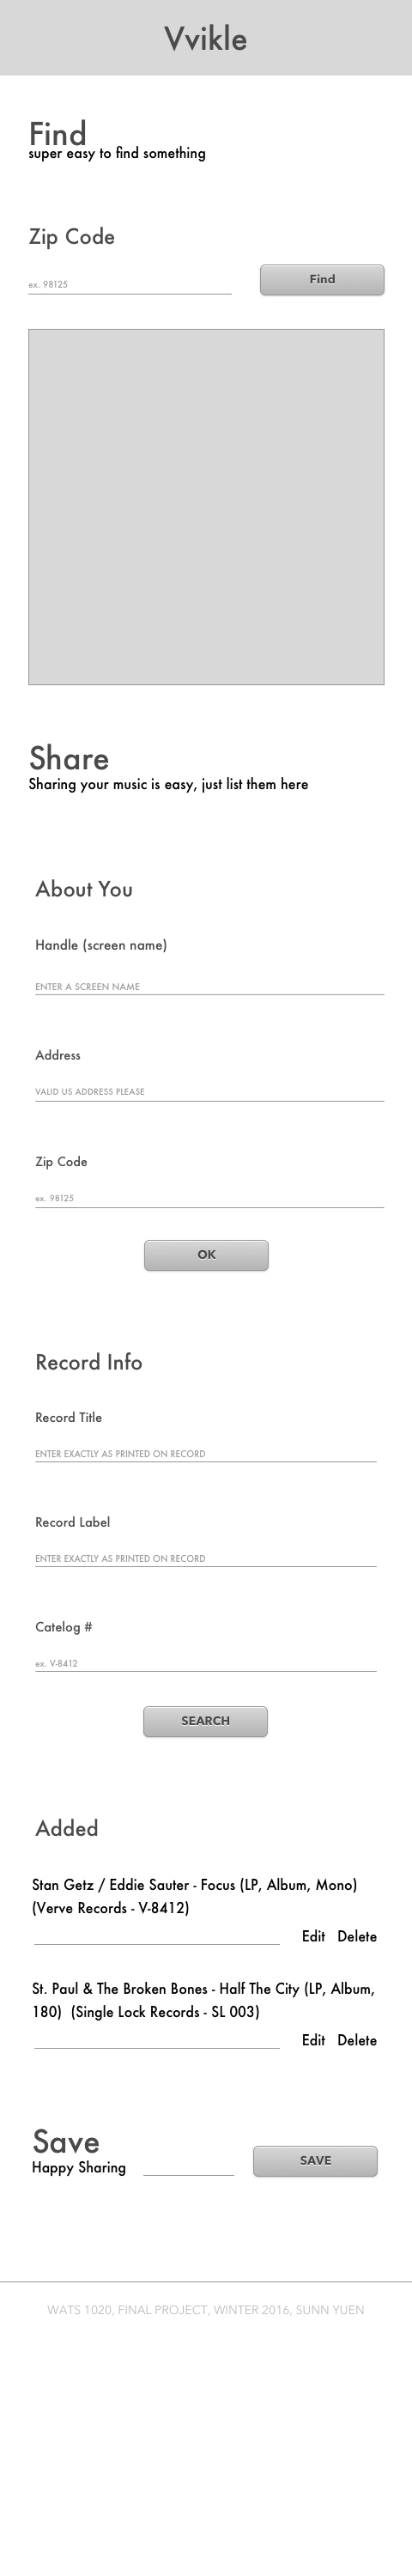 Vvikle
Find
super easy to find something
Zip Code
ex. 98125
Find
Share
Sharing your music is easy, just list them here
About You
Handle (screen name)
ENTER A SCREEN NAME
Address
VALID US ADDRESS PLEASE
Zip Code
ex. 98125
OK
Record Info
Record Title
ENTER EXACTLY AS PRINTED ON RECORD
Record Label
ENTER EXACTLY AS PRINTED ON RECORD
Catelog #
ex. V-8412
SEARCH
Added
Stan Getz / Eddie Sauter - Focus (LP, Album, Mono)
(Verve Records - V-8412)
Edit Delete
St. Paul & The Broken Bones - Half The City (LP, Album,
180) (Single Lock Records - SL 003)
Edit Delete
Save
Happy Sharing
SAVE
WATS 1020, FINAL PROJECT, WINTER 2016, SUNN YUEN